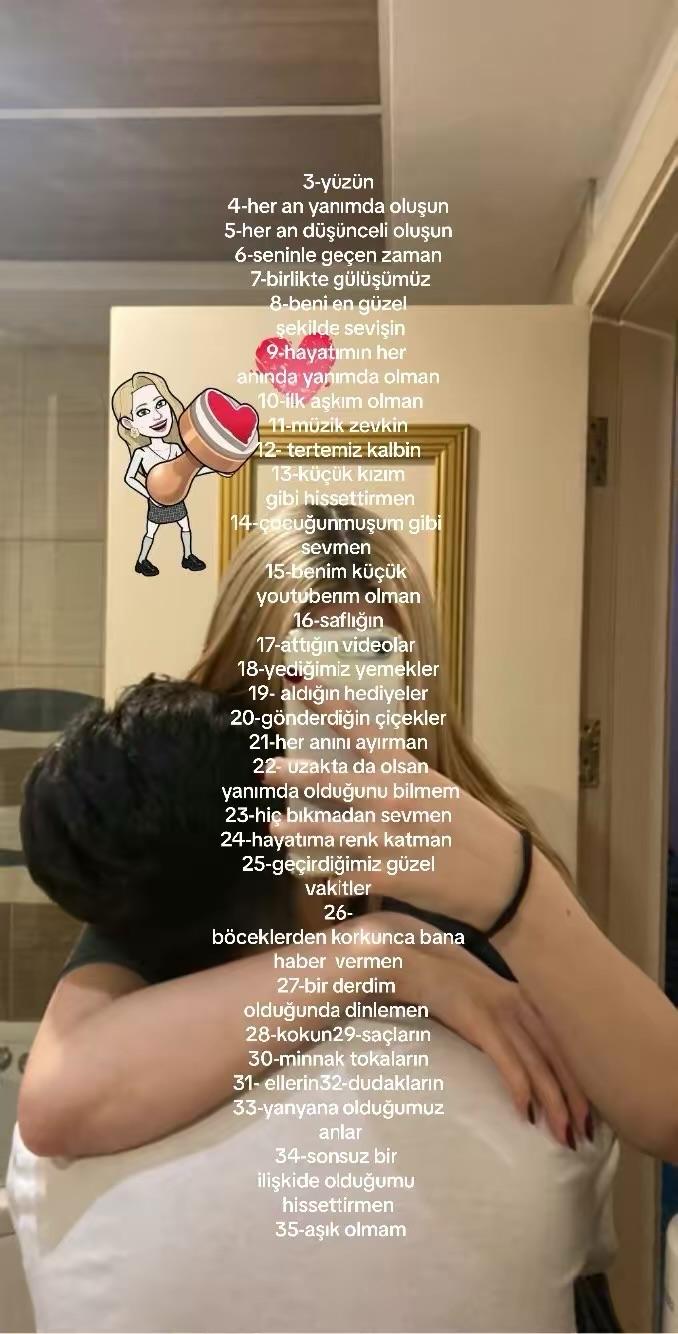 3-yüzün
4-her an yanımda oluşun
5-her an düşünceli oluşun
6-seninle geçen zaman
7-birlikte gülüşümüz
8-beni en güzel
şekilde sevişin
9-hayatımın her
anında yanımda olman
10-ilk aşkım olman
11-müzik zevkin
12- tertemiz kalbin
13-küçük kızım
gibi hissettirmen
14-çocuğunmuşum gibi
sevmen
15-benim küçük
youtuberım olman
16-saflığın
17-attığın videolar
18-yediğimiz yemekler
19- aldığın hediyeler
20-gönderdiğin çiçekler
21-her anını ayırman
22- uzakta da olsan
yanımda olduğunu bilmem
23-hiç bıkmadan sevmen
24-hayatıma renk katman
25-geçirdiğimiz güzel
vakitler
26-
böceklerden korkunca bana
haber  vermen
27-bir derdim
olduğunda dinlemen
28-kokun29-saçların
30-minnak tokaların
31- ellerin32-dudakların
33-yanyana olduğumuz
anlar
34-sonsuz bir
ilişkide olduğumu
hissettirmen
35-aşık olmam